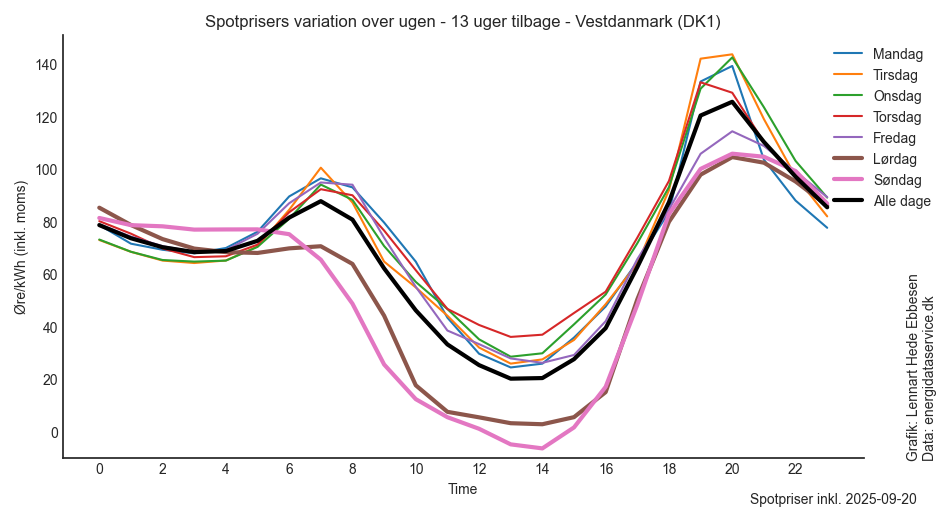 Spotprisers variation over ugen - 13 uger tilbage - Vestdanmark (DK1)
Øre/kWh (inkl. moms)
140
120
100
80
60
40
20
0
0 2 4 6 8 10 12 14 16 18 20 22
Time
Mandag
Tirsdag
Onsdag
Torsdag
Fredag
Lørdag
Søndag
Alle dage
Grafik: Lennart Hede Ebbesen
Data: energidataservice.dk
Spotpriser inkl. 2025-09-20